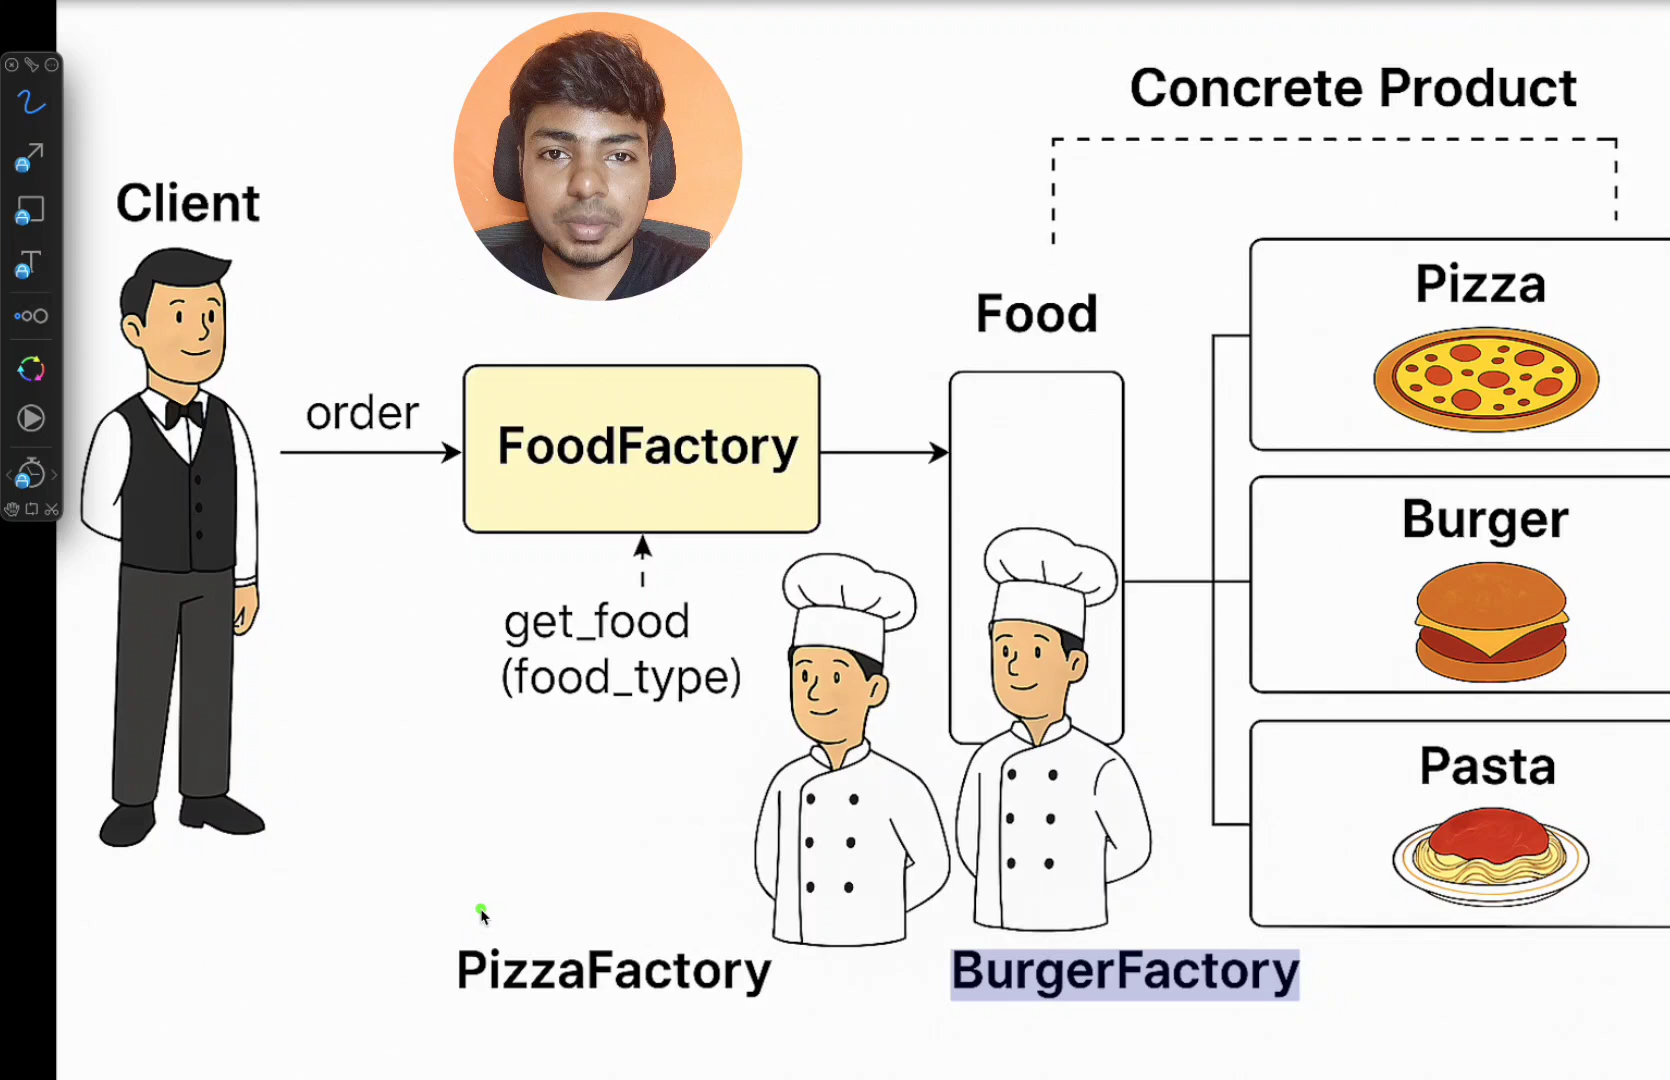 Concrete Product
Client
Food
Pizza
order
FoodFactory
Burger
get_food
(food_type)
Pasta
PizzaFactory
BurgerFactory